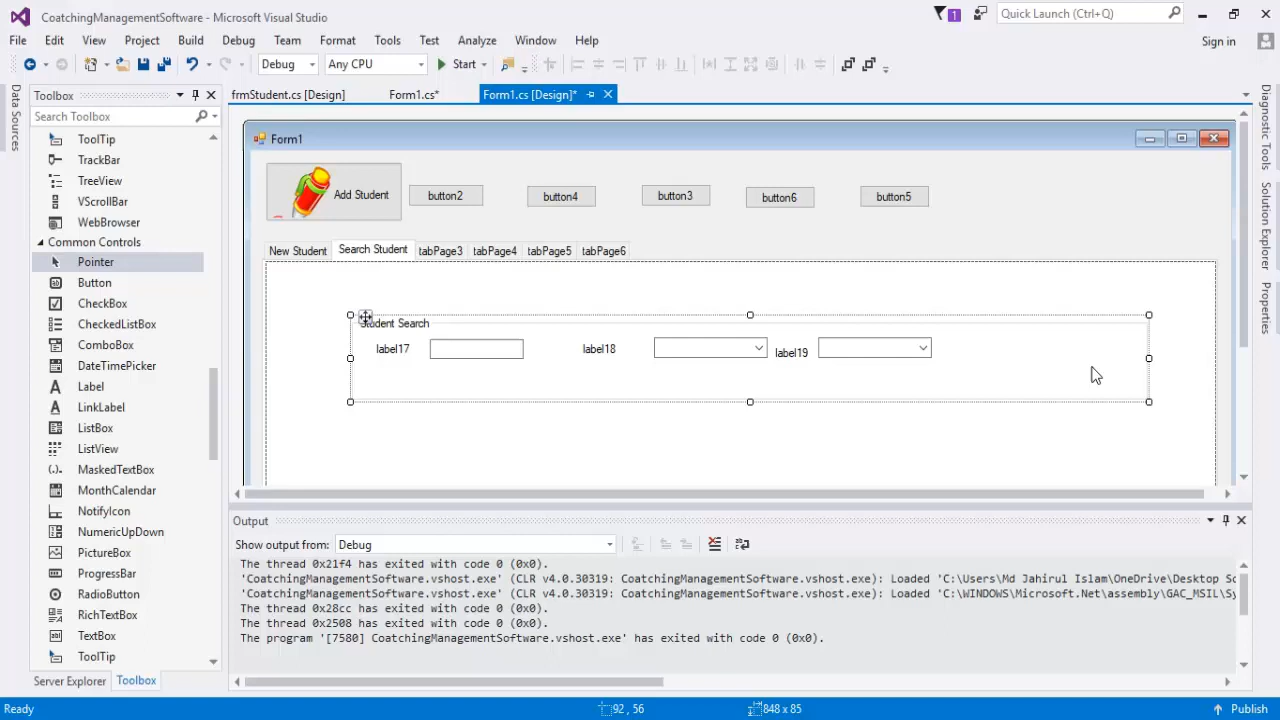 CoatchingManagementSoftware - Microsoft Visual Studio
1
Quick Launch (Ctrl+Q)
File Edit View Project Build Debug Team Format Tools Test Analyze Window Help
Sign in
Debug Any CPU Start
Data Sources
Toolbox
Search Toolbox
ToolTip
TrackBar
TreeView
VScrollBar
WebBrowser
Common Controls
Pointer
Button
CheckBox
CheckedListBox
ComboBox
DateTimePicker
Label
LinkLabel
ListBox
ListView
MaskedTextBox
MonthCalendar
NotifyIcon
NumericUpDown
PictureBox
ProgressBar
RadioButton
RichTextBox
TextBox
ToolTip
Server Explorer Toolbox
frmStudent.cs [Design] Form1.cs* Form1.cs [Design]*
Form1
Add Student button2 button4 button3 button6 button5
New Student Search Student tabPage3 tabPage4 tabPage5 tabPage6
Student Search
label17 label18 label19
Diagnostic Tools
Solution Explorer
Properties
Output
Show output from: Debug
The thread 0x21f4 has exited with code 0 (0x0).
'CoatchingManagementSoftware.vshost.exe' (CLR v4.0.30319: CoatchingManagementSoftware.vshost.exe): Loaded 'C:\Users\Md Jahirul Islam\OneDrive\Desktop So
'CoatchingManagementSoftware.vshost.exe' (CLR v4.0.30319: CoatchingManagementSoftware.vshost.exe): Loaded 'C:\WINDOWS\Microsoft.Net\assembly\GAC_MSIL\Sy
The thread 0x28cc has exited with code 0 (0x0).
The thread 0x2508 has exited with code 0 (0x0).
The program '[7580] CoatchingManagementSoftware.vshost.exe' has exited with code 0 (0x0).
Ready
92 , 56
848 x 85
Publish